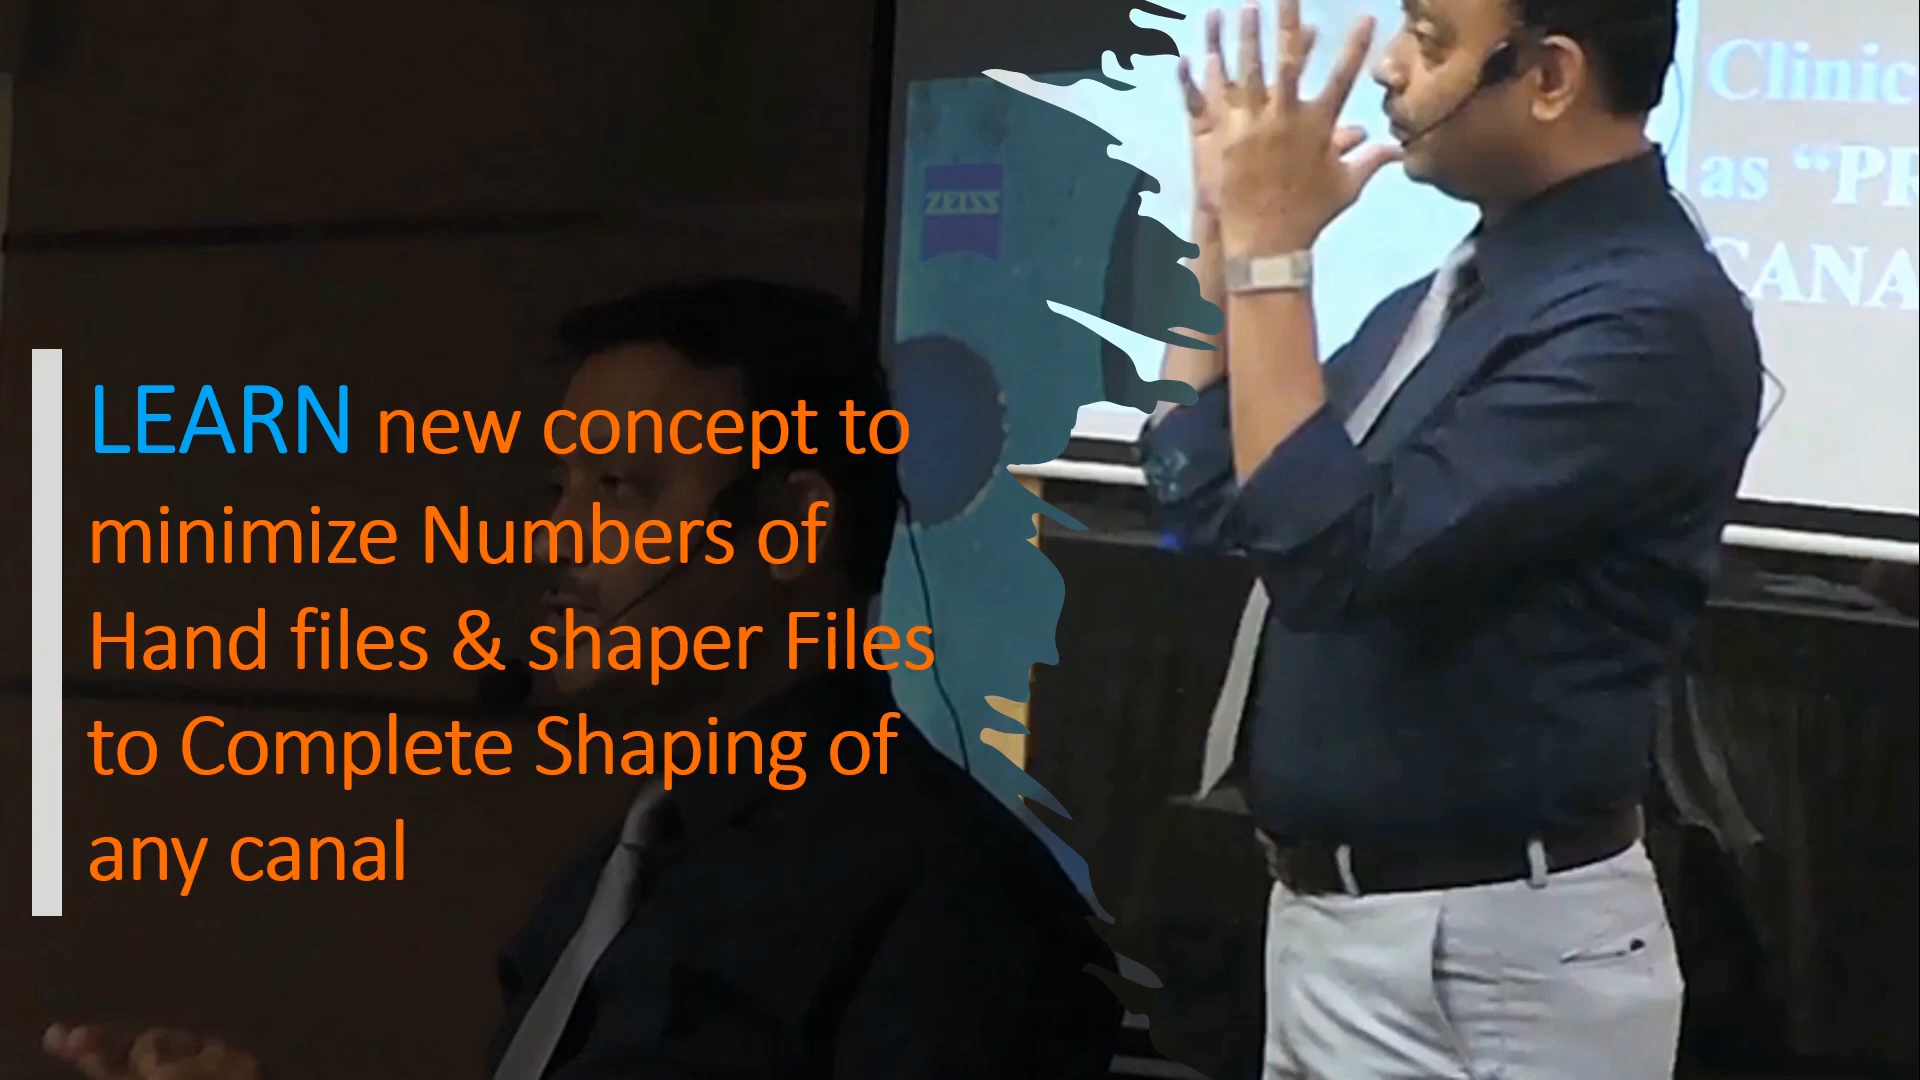 LEARN new concept to
minimize Numbers of
Hand files & shaper Files
to Complete Shaping of
any canal
ZEISS
Clinic
as “PR
CANA